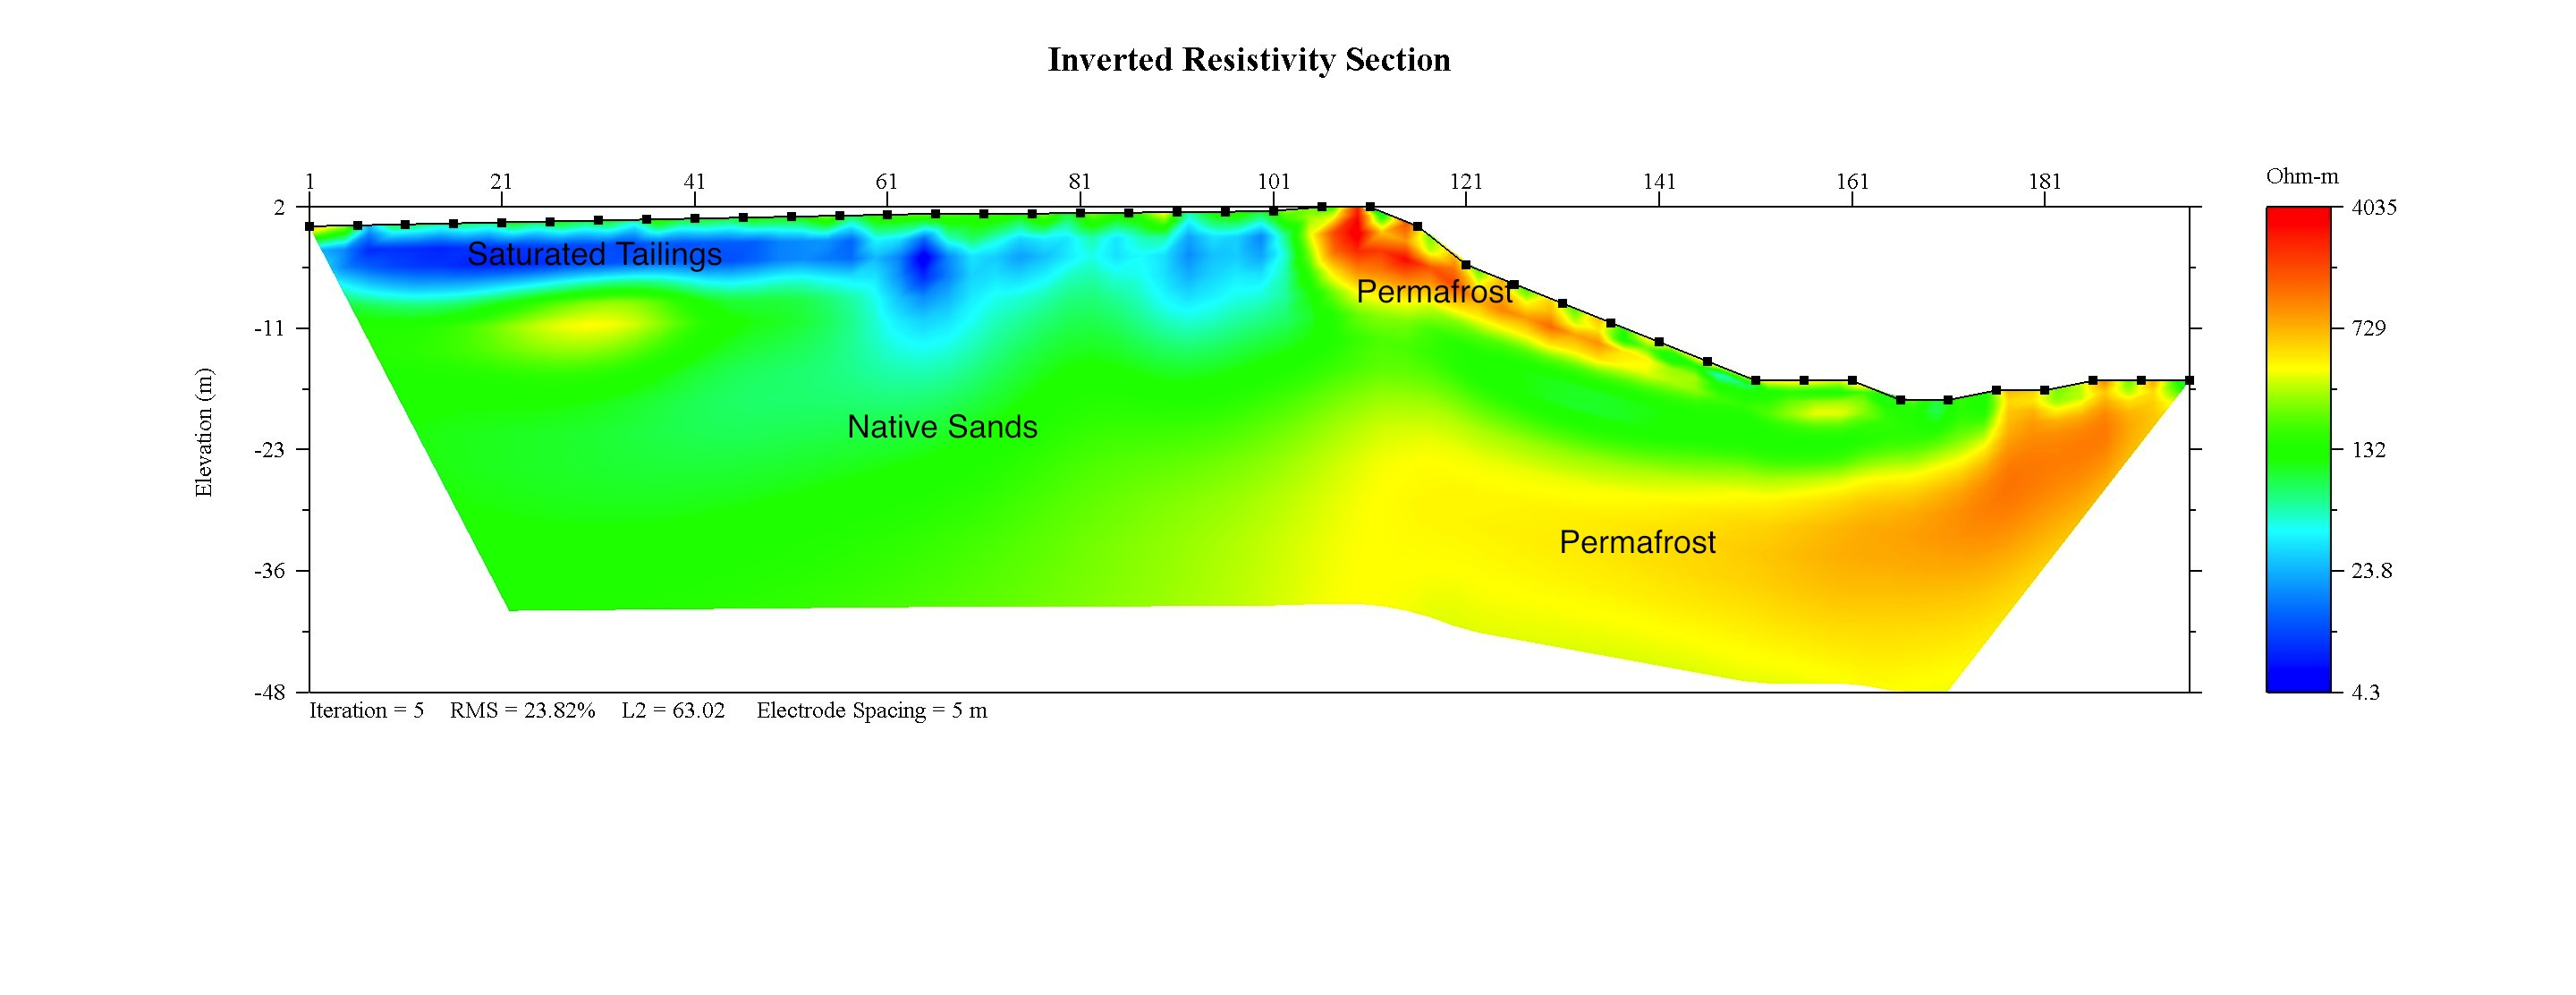 Inverted Resistivity Section
1 21 41 61 81 101 121 141 161 181
Ohm-m
2
-11
-23
-36
-48
Elevation (m)
Saturated Tailings
Permafrost
Native Sands
Permafrost
4035
729
132
23.8
4.3
Iteration = 5 RMS = 23.82% L2 = 63.02 Electrode Spacing = 5 m